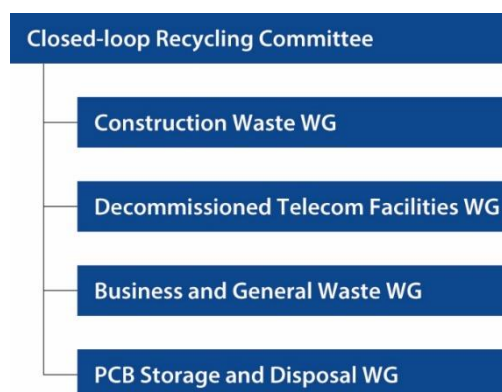 Closed-loop Recycling Committee
Construction Waste WG
Decommissioned Telecom Facilities WG
Business and General Waste WG
PCB Storage and Disposal WG